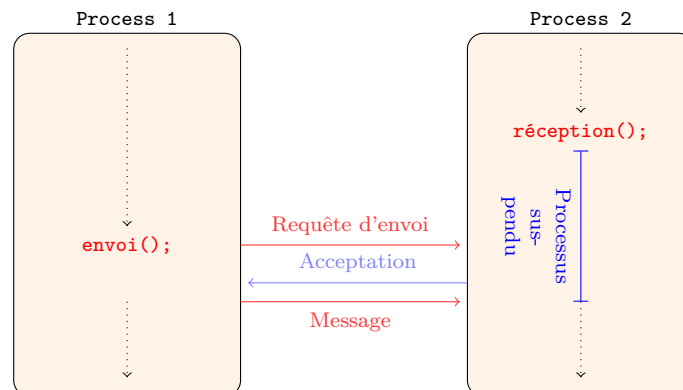 Process 1
Process 2
réception();
Processus
sus-
pendu
envoi();
Requête d'envoi
Acceptation
Message